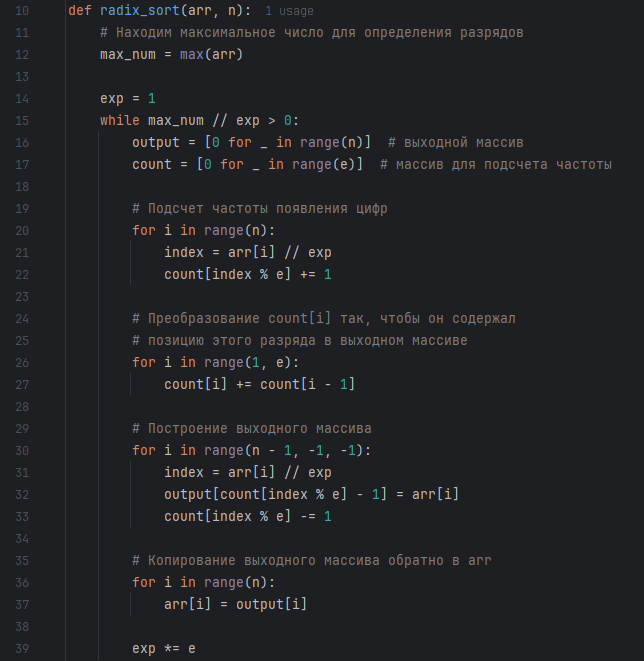 10 def radix_sort(arr, n): 1 usage
11 # Находим максимальное число для определения разрядов
12 max_num = max(arr)
13
14 exp = 1
15 while max_num // exp > 0:
16 output = [0 for _ in range(n)] # выходной массив
17 count = [0 for _ in range(e)] # массив для подсчета частоты
18
19 # Подсчет частоты появления цифр
20 for i in range(n):
21 index = arr[i] // exp
22 count[index % e] += 1
23
24 # Преобразование count[i] так, чтобы он содержал
25 # позицию этого разряда в выходном массиве
26 for i in range(1, e):
27 count[i] += count[i - 1]
28
29 # Построение выходного массива
30 for i in range(n - 1, -1, -1):
31 index = arr[i] // exp
32 output[count[index % e] - 1] = arr[i]
33 count[index % e] -= 1
34
35 # Копирование выходного массива обратно в arr
36 for i in range(n):
37 arr[i] = output[i]
38
39 exp *= e